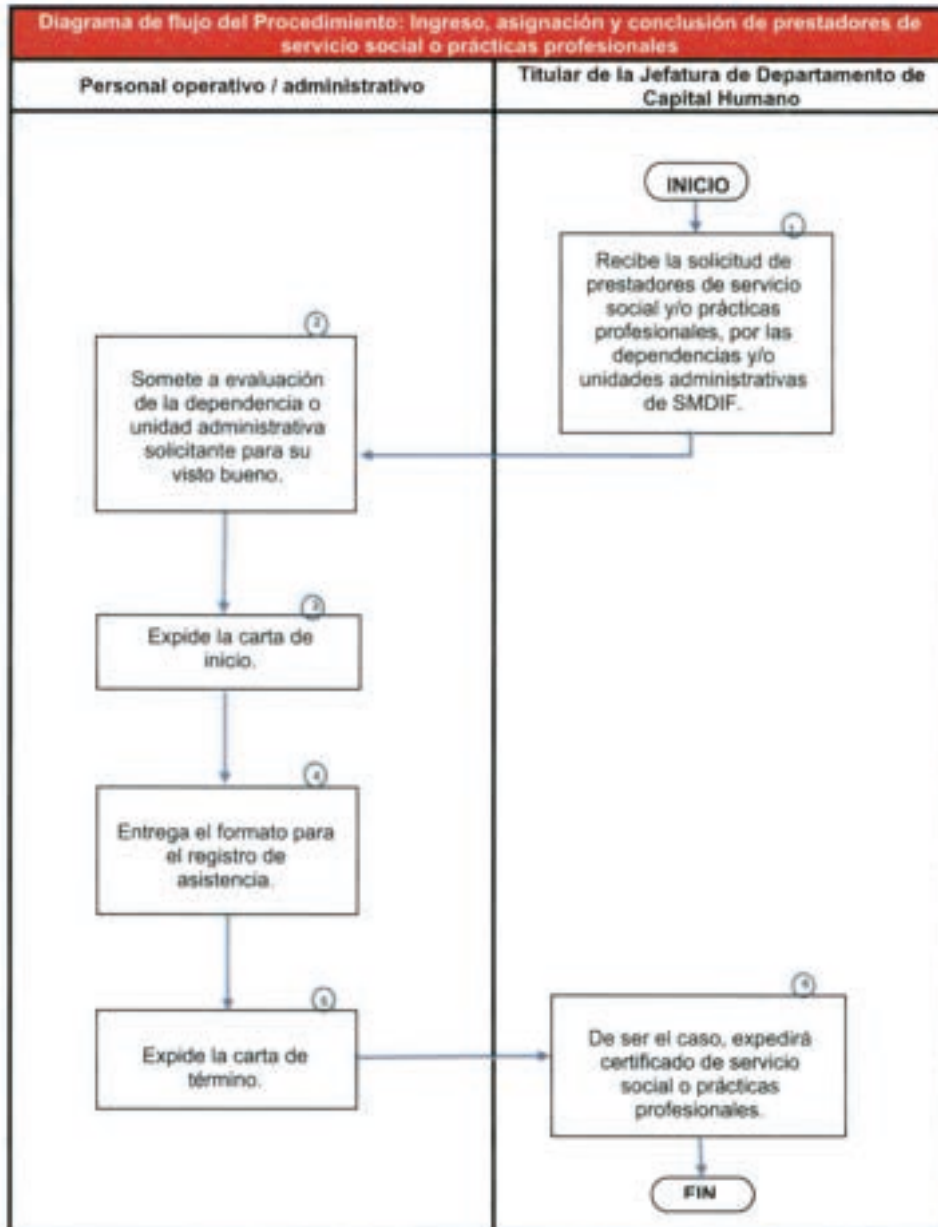 Diagrama de flujo del Procedimiento: Ingreso, asignación y conclusión de prestadores de
servicio social o prácticas profesionales
Personal operativo / administrativo
Titular de la Jefatura de Departamento de
Capital Humano
INICIO
1
Recibe la solicitud de
prestadores de servicio
social y/o prácticas
profesionales, por las
dependencias y/o
unidades administrativas
de SMDIF.
2
Somete a evaluación
de la dependencia o
unidad administrativa
solicitante para su
visto bueno.
3
Expide la carta de
inicio.
4
Entrega el formato para
el registro de
asistencia.
5
Expide la carta de
término.
6
De ser el caso, expedirá
certificado de servicio
social o prácticas
profesionales.
FIN